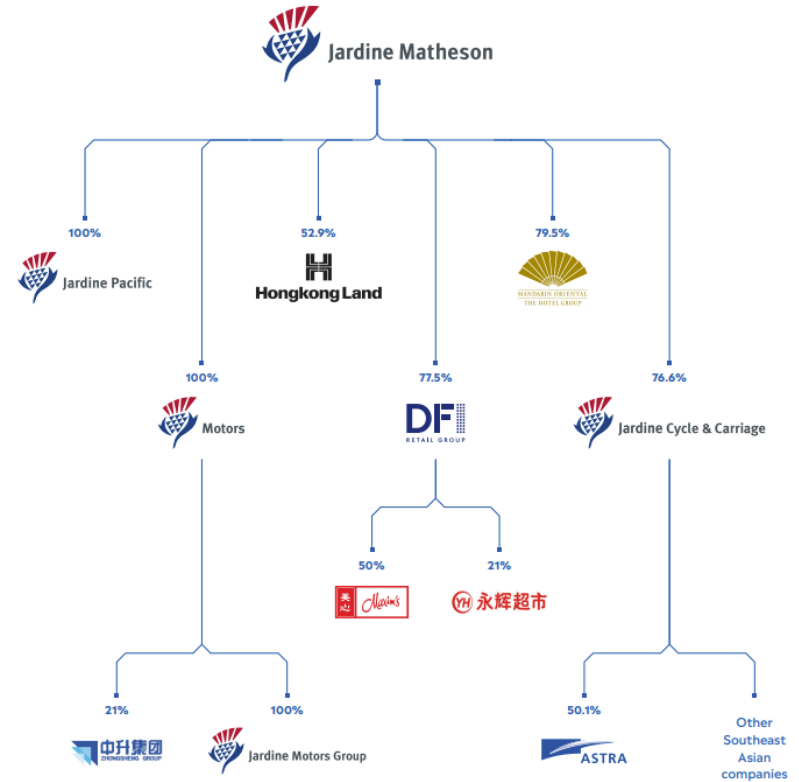 Jardine Matheson
100%
52.9%
79.5%
Jardine Pacific
Hongkong Land
MANDARIN ORIENTAL
THE HOTEL GROUP
100%
77.5%
76.6%
Motors
DFI
RETAIL GROUP
Jardine Cycle & Carriage
50%
21%
美心
Maxim's
YH 永辉超市
21%
100%
50.1%
Other
Southeast
Asian
companies
中升集团
ZHONGSHENG GROUP
Jardine Motors Group
ASTRA